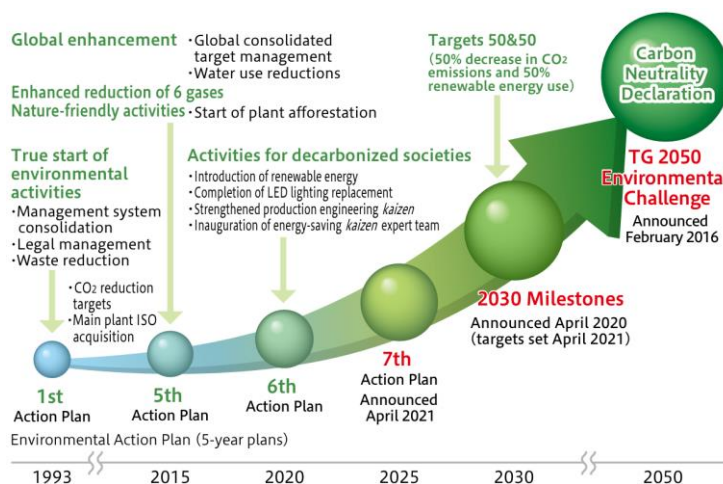 Global enhancement
・Global consolidated
target management
・Water use reductions
Enhanced reduction of 6 gases
Nature-friendly activities
・Start of plant afforestation
True start of
environmental
activities
・Management system
consolidation
・Legal management
・Waste reduction
・CO2 reduction
targets
・Main plant ISO
acquisition
Activities for decarbonized societies
・Introduction of renewable energy
・Completion of LED lighting replacement
・Strengthened production engineering kaizen
・Inauguration of energy-saving kaizen expert team
Targets 50&50
(50% decrease in CO2
emissions and 50%
renewable energy use)
Carbon
Neutrality
Declaration
TG 2050
Environmental
Challenge
Announced
February 2016
2030 Milestones
Announced April 2020
(targets set April 2021)
1st
Action Plan
5th
Action Plan
6th
Action Plan
7th
Action Plan
Announced
April 2021
Environmental Action Plan (5-year plans)
1993 2015 2020 2025 2030 2050